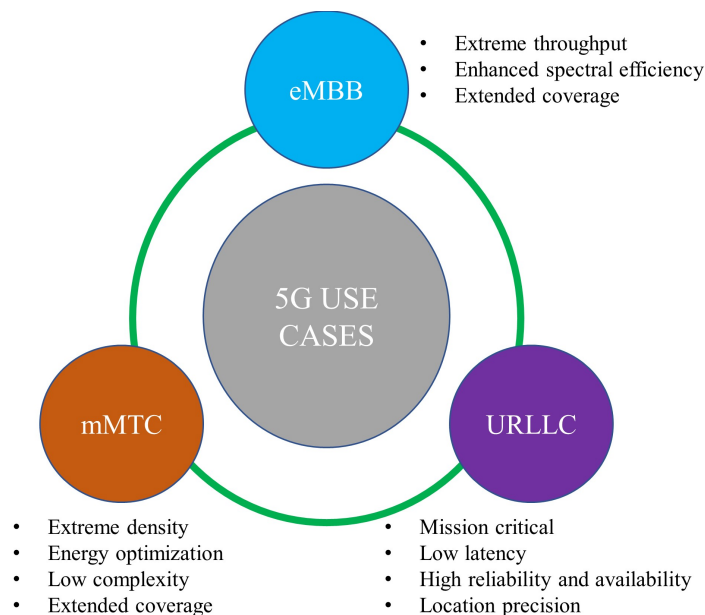 eMBB
• Extreme throughput
• Enhanced spectral efficiency
• Extended coverage
5G USE
CASES
mMTC
URLLC
• Extreme density
• Energy optimization
• Low complexity
• Extended coverage
• Mission critical
• Low latency
• High reliability and availability
• Location precision